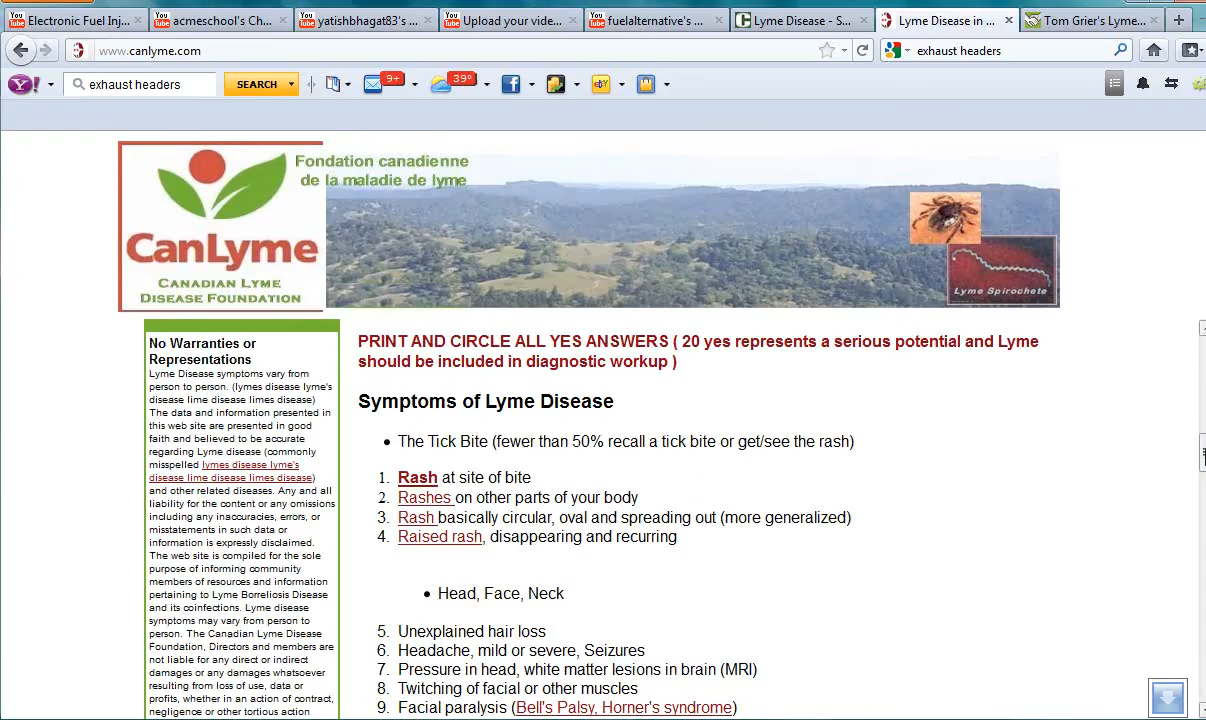 Electronic Fuel Inj...
acmeschool's Ch...
yatishbhagat83's ...
Upload your vide...
fuelalternative's ...
Lyme Disease - S...
Lyme Disease in ...
Tom Grier's Lyme...
www.canlyme.com
exhaust headers
exhaust headers
SEARCH
9+
39°
Fondation canadienne
de la maladie de lyme
CanLyme
CANADIAN LYME
DISEASE FOUNDATION
Lyme Spirochete
No Warranties or
Representations
Lyme Disease symptoms vary from
person to person. (lymes disease lyme's
disease lime disease limes disease)
The data and information presented in
this web site are presented in good
faith and believed to be accurate
regarding Lyme disease (commonly
misspelled lymes disease lyme's
disease lime disease limes disease)
and other related diseases. Any and all
liability for the content or any omissions
including any inaccuracies, errors, or
misstatements in such data or
information is expressly disclaimed.
The web site is compiled for the sole
purpose of informing community
members of resources and information
pertaining to Lyme Borreliosis Disease
and its coinfections. Lyme disease
symptoms may vary from person to
person. The Canadian Lyme Disease
Foundation, Directors and members are
not liable for any direct or indirect
damages or any damages whatsoever
resulting from loss of use, data or
profits, whether in an action of contract,
negligence or other tortious action
PRINT AND CIRCLE ALL YES ANSWERS ( 20 yes represents a serious potential and Lyme
should be included in diagnostic workup )
Symptoms of Lyme Disease
• The Tick Bite (fewer than 50% recall a tick bite or get/see the rash)
1. Rash at site of bite
2. Rashes on other parts of your body
3. Rash basically circular, oval and spreading out (more generalized)
4. Raised rash, disappearing and recurring
• Head, Face, Neck
5. Unexplained hair loss
6. Headache, mild or severe, Seizures
7. Pressure in head, white matter lesions in brain (MRI)
8. Twitching of facial or other muscles
9. Facial paralysis (Bell's Palsy, Horner's syndrome)